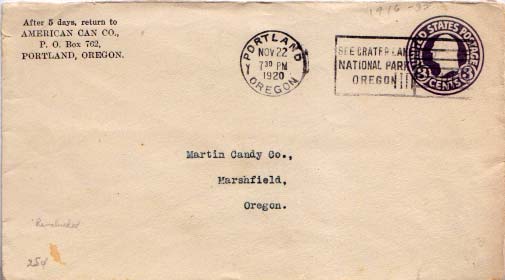 After 5 days, return to
AMERICAN CAN CO.,
P. O. Box 762,
PORTLAND, OREGON.
1916-32
PORTLAND
NOV 22
7 30 PM
1920
OREGON
SEE CRATER LAKE
NATIONAL PARK
OREGON
UNITED STATES POSTAGE
3 CENTS 3
Martin Candy Co.,
Marshfield,
Oregon.
25¢